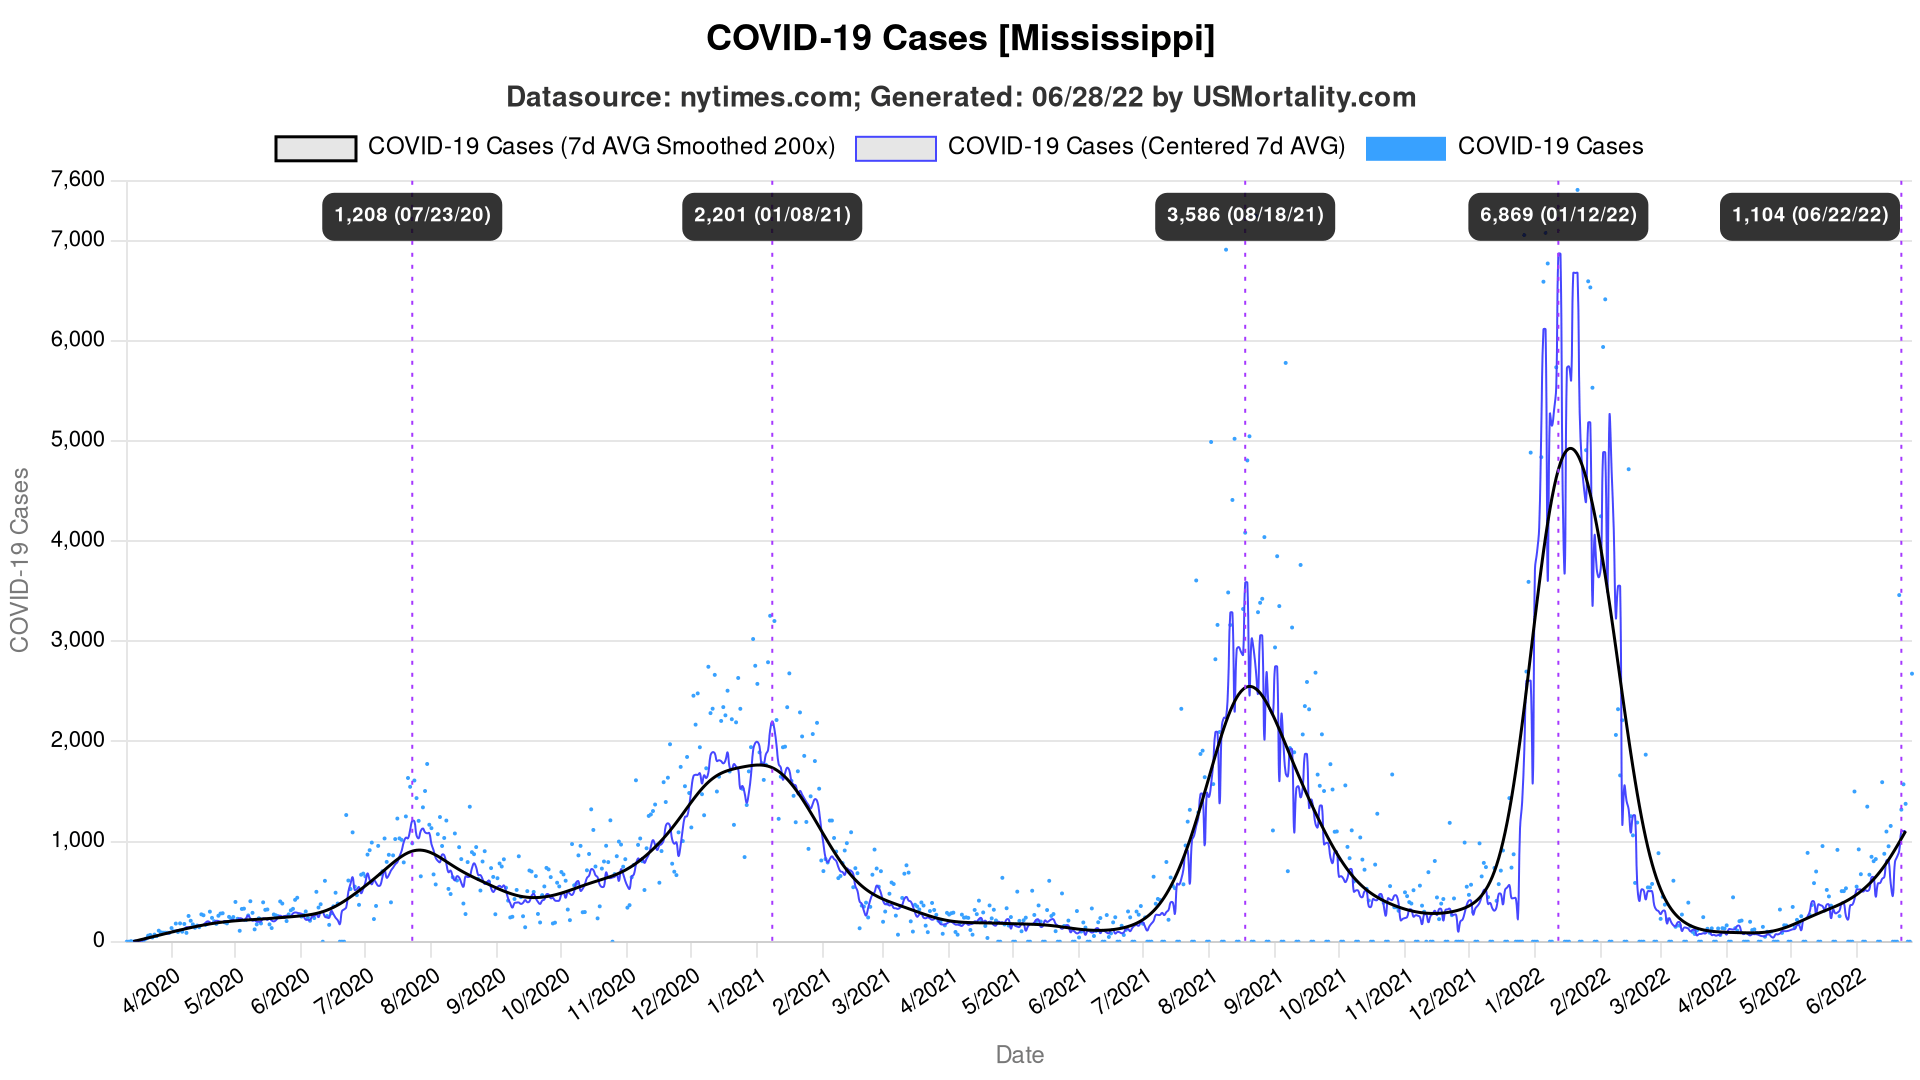 COVID-19 Cases [Mississippi]
Datasource: nytimes.com; Generated: 06/28/22 by USMortality.com
COVID-19 Cases (7d AVG Smoothed 200x) COVID-19 Cases (Centered 7d AVG) COVID-19 Cases
7,600
1,208 (07/23/20) 2,201 (01/08/21) 3,586 (08/18/21) 6,869 (01/12/22) 1,104 (06/22/22)
7,000
6,000
5,000
4,000
3,000
2,000
1,000
0
COVID-19 Cases
4/2020 5/2020 6/2020 7/2020 8/2020 9/2020 10/2020 11/2020 12/2020 1/2021 2/2021 3/2021 4/2021 5/2021 6/2021 7/2021 8/2021 9/2021 10/2021 11/2021 12/2021 1/2022 2/2022 3/2022 4/2022 5/2022 6/2022
Date